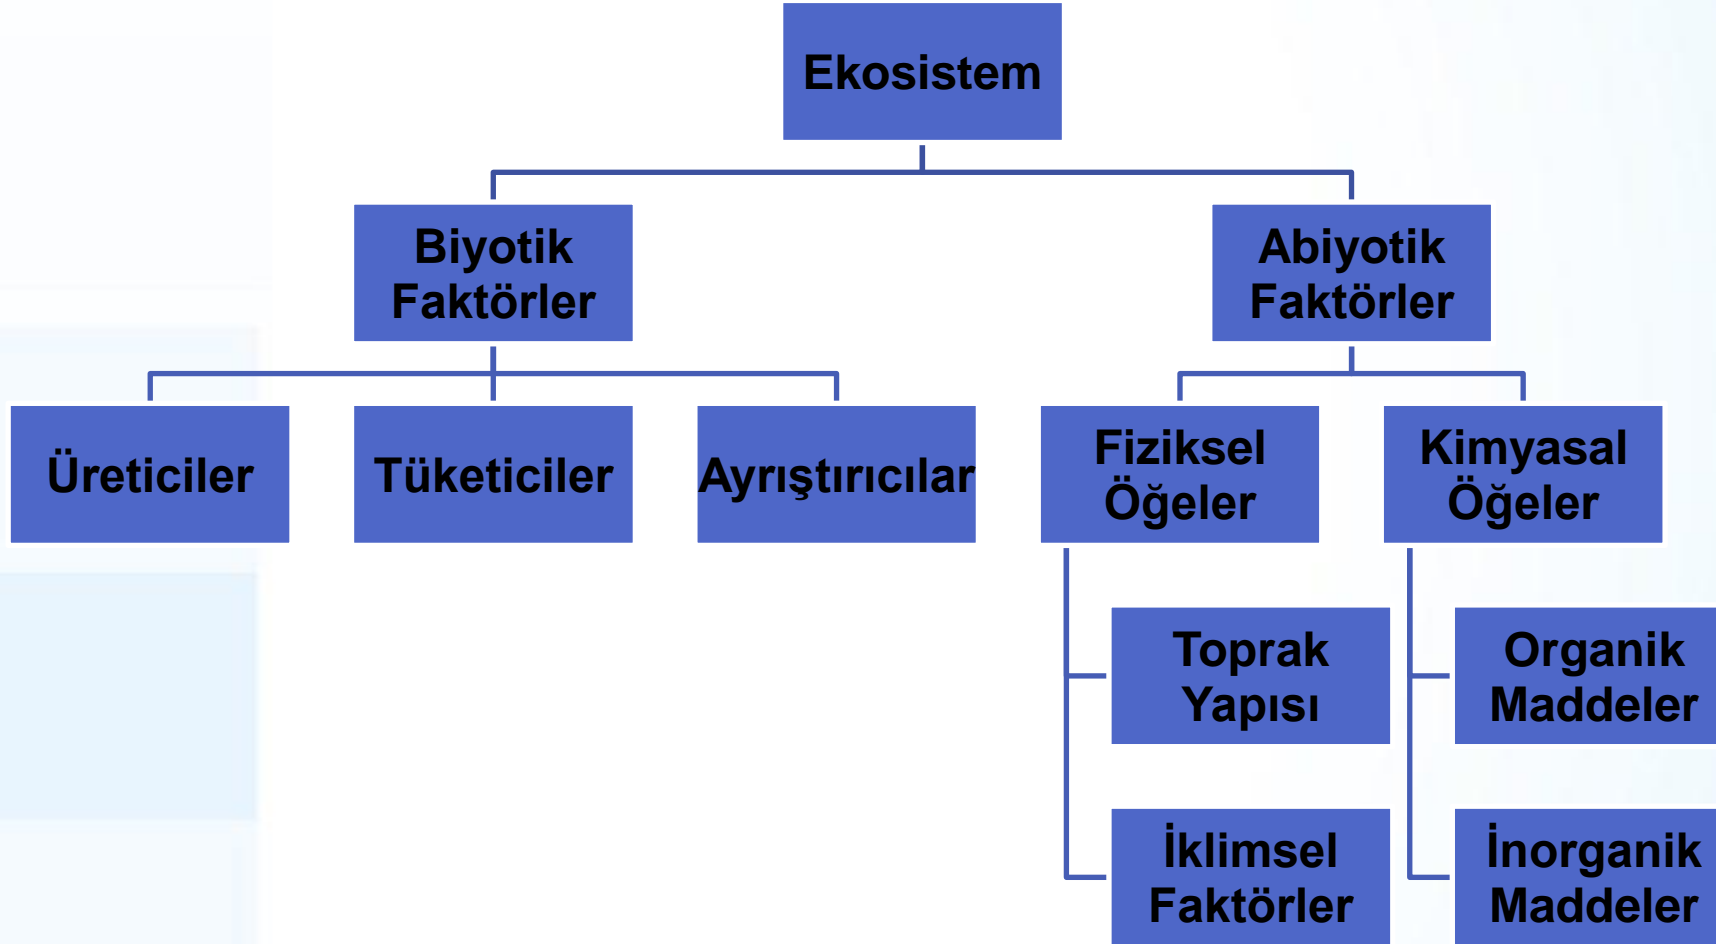 Ekosistem
Biyotik
Faktörler
Abiyotik
Faktörler
Üreticiler
Tüketiciler
Ayrıştırıcılar
Fiziksel
Öğeler
Kimyasal
Öğeler
Toprak
Yapısı
Organik
Maddeler
İklimsel
Faktörler
İnorganik
Maddeler